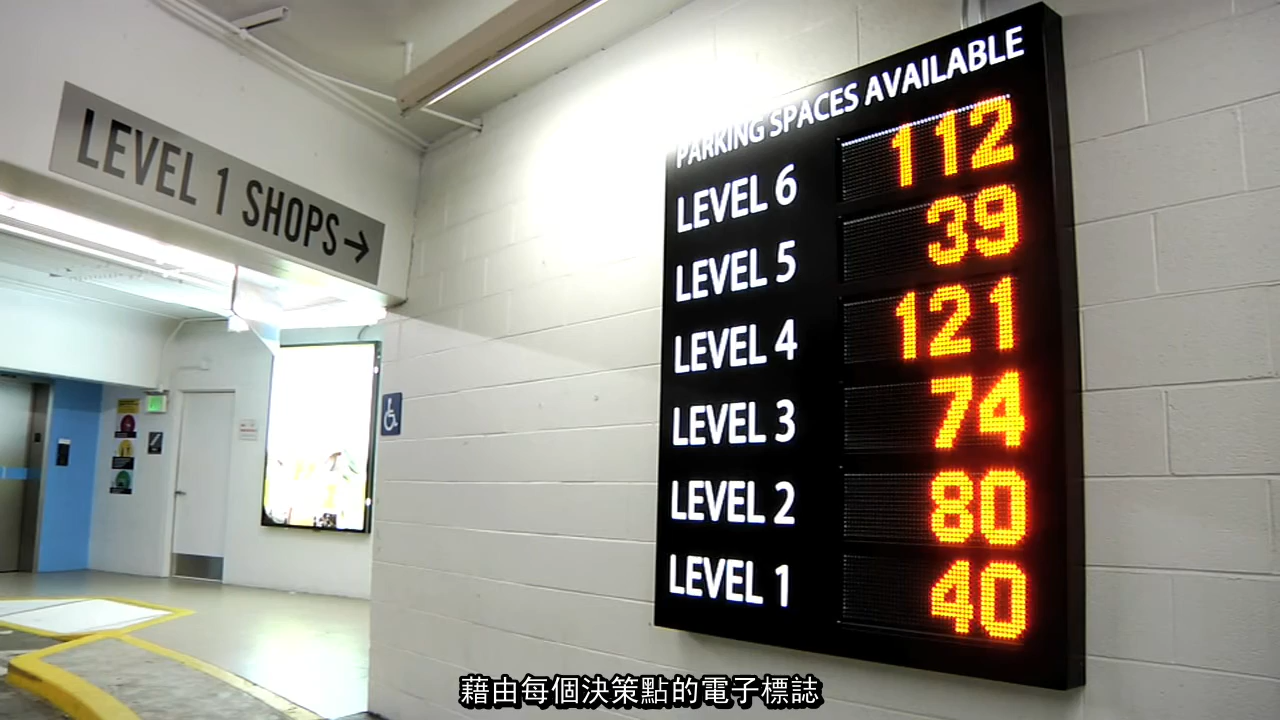 LEVEL 1 SHOPS →
PARKING SPACES AVAILABLE
LEVEL 6 112
LEVEL 5 39
LEVEL 4 121
LEVEL 3 74
LEVEL 2 80
LEVEL 1 40
藉由每個決策點的電子標誌